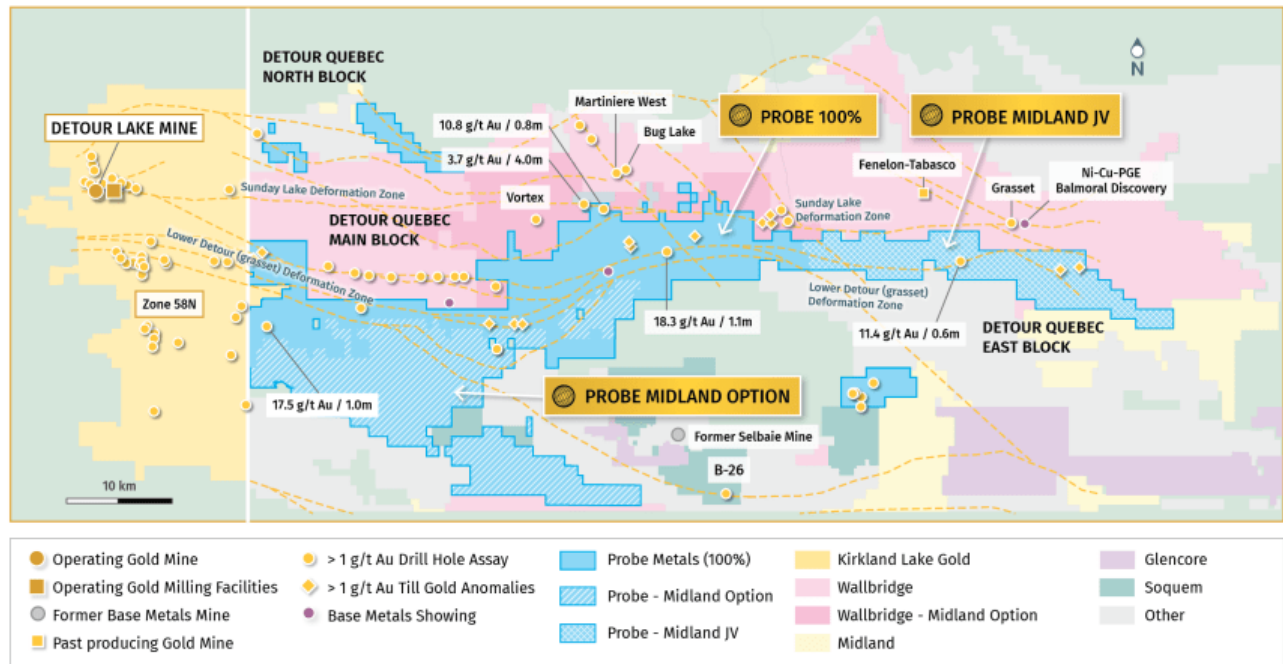 DETOUR QUEBEC
NORTH BLOCK
N
DETOUR LAKE MINE
Martiniere West
10.8 g/t Au / 0.8m
Bug Lake
PROBE 100%
PROBE MIDLAND JV
3.7 g/t Au / 4.0m
Fenelon-Tabasco
Ni-Cu-PGE
Balmoral Discovery
Grasset
Sunday Lake Deformation Zone
Vortex
Sunday Lake
Deformation Zone
DETOUR QUEBEC
MAIN BLOCK
Lower Detour (grasset) Deformation Zone
Zone 58N
Lower Detour (grasset)
Deformation Zone
18.3 g/t Au / 1.1m
11.4 g/t Au / 0.6m
DETOUR QUEBEC
EAST BLOCK
17.5 g/t Au / 1.0m
PROBE MIDLAND OPTION
Former Selbaie Mine
B-26
10 km
Operating Gold Mine
Operating Gold Milling Facilities
Former Base Metals Mine
Past producing Gold Mine
> 1 g/t Au Drill Hole Assay
> 1 g/t Au Till Gold Anomalies
Base Metals Showing
Probe Metals (100%)
Probe - Midland Option
Probe - Midland JV
Kirkland Lake Gold
Wallbridge
Wallbridge - Midland Option
Midland
Glencore
Soquem
Other